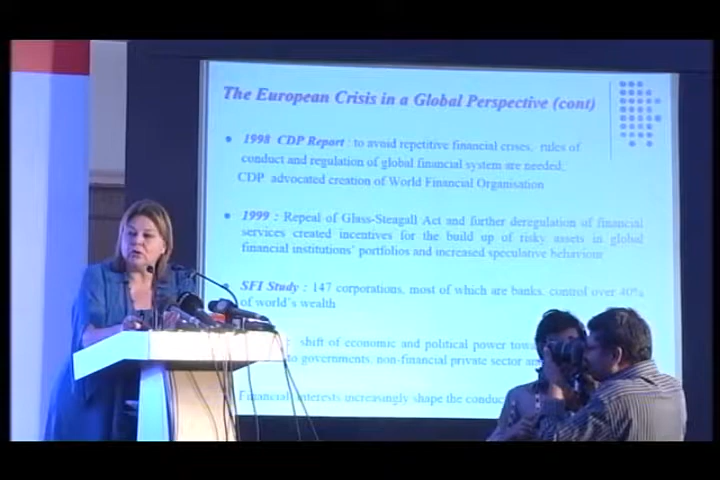 The European Crisis in a Global Perspective (cont)
• 1998 CDP Report : to avoid repetitive financial crises, rules of
conduct and regulation of global financial system are needed,
CDP advocated creation of World Financial Organisation
• 1999 : Repeal of Glass-Steagall Act and further deregulation of financial
services created incentives for the build up of risky assets in global
financial institutions' portfolios and increased speculative behaviour
SFI Study : 147 corporations, most of which are banks, control over 40%
of world's wealth
: shift of economic and political power
to governments, non-financial private sector
Financial interests increasingly shape the